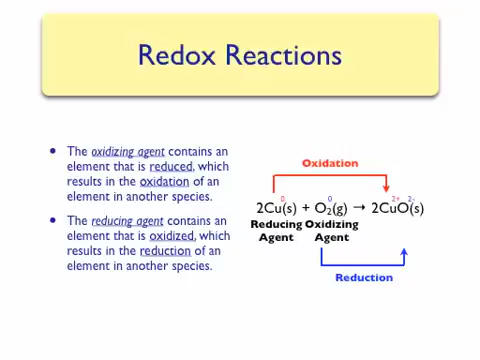 Redox Reactions
• The oxidizing agent contains an
element that is reduced, which
results in the oxidation of an
element in another species.
• The reducing agent contains an
element that is oxidized, which
results in the reduction of an
element in another species.
Oxidation
0 0 2+ 2-
2Cu(s) + O₂(g) → 2CuO(s)
Reducing Oxidizing
Agent Agent
Reduction